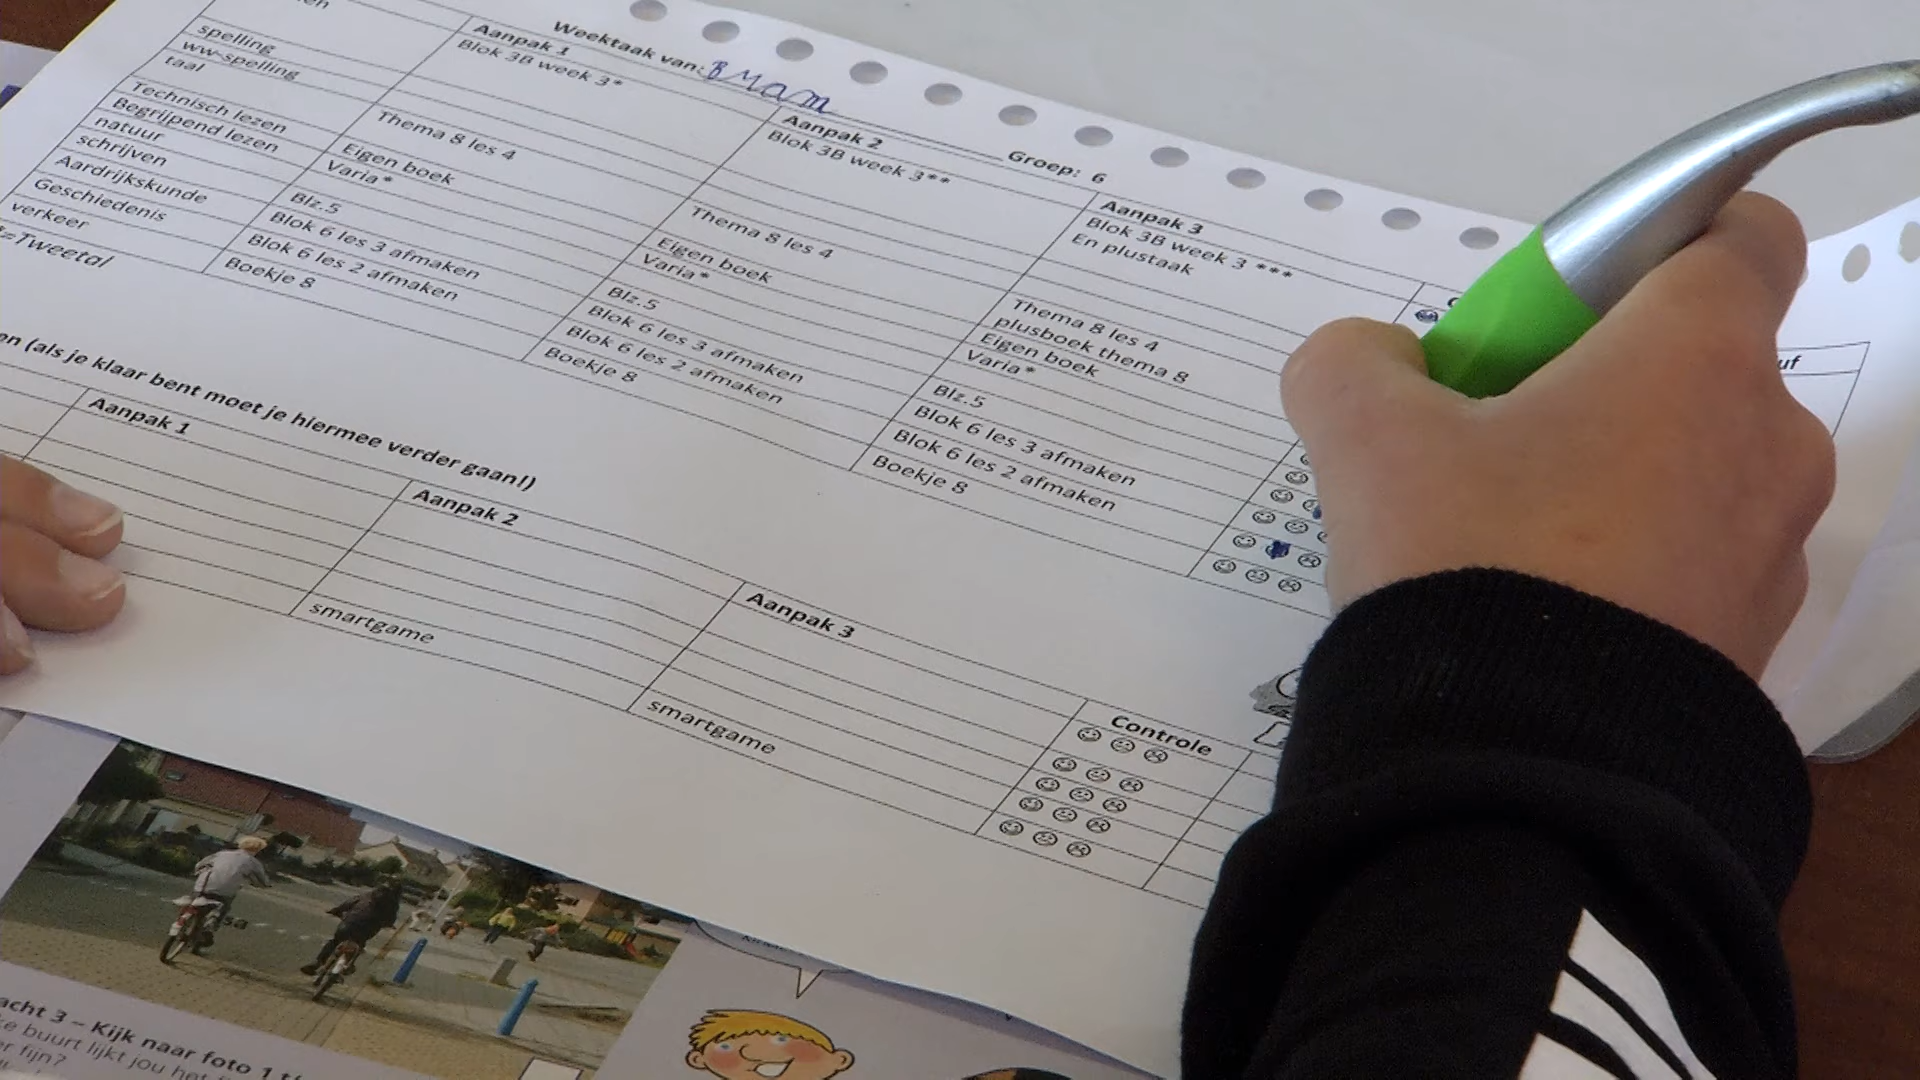 Weektaak van: Bram Groep: 6
Aanpak 1 Aanpak 2 Aanpak 3
Blok 3B week 3* Blok 3B week 3** Blok 3B week 3 ***
En plustaak
spelling
ww-spelling
taal Thema 8 les 4 Thema 8 les 4 Thema 8 les 4
plusboek thema 8
Technisch lezen Eigen boek Eigen boek Eigen boek
Begrijpend lezen Varia* Varia* Varia*
natuur
schrijven Blz.5 Blz.5 Blz.5
Aardrijkskunde Blok 6 les 3 afmaken Blok 6 les 3 afmaken Blok 6 les 3 afmaken
Geschiedenis Blok 6 les 2 afmaken Blok 6 les 2 afmaken Blok 6 les 2 afmaken
verkeer Boekje 8 Boekje 8 Boekje 8
=Tweetal
(als je klaar bent moet je hiermee verder gaan!)
Aanpak 1 Aanpak 2 Aanpak 3 Controle
smartgame smartgame
acht 3 – Kijk naar foto 1
buurt lijkt jou het
fijn?